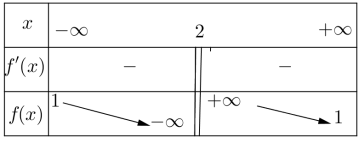 x −∞ 2 +∞
f′(x) − −
f(x) 1 −∞ +∞ 1